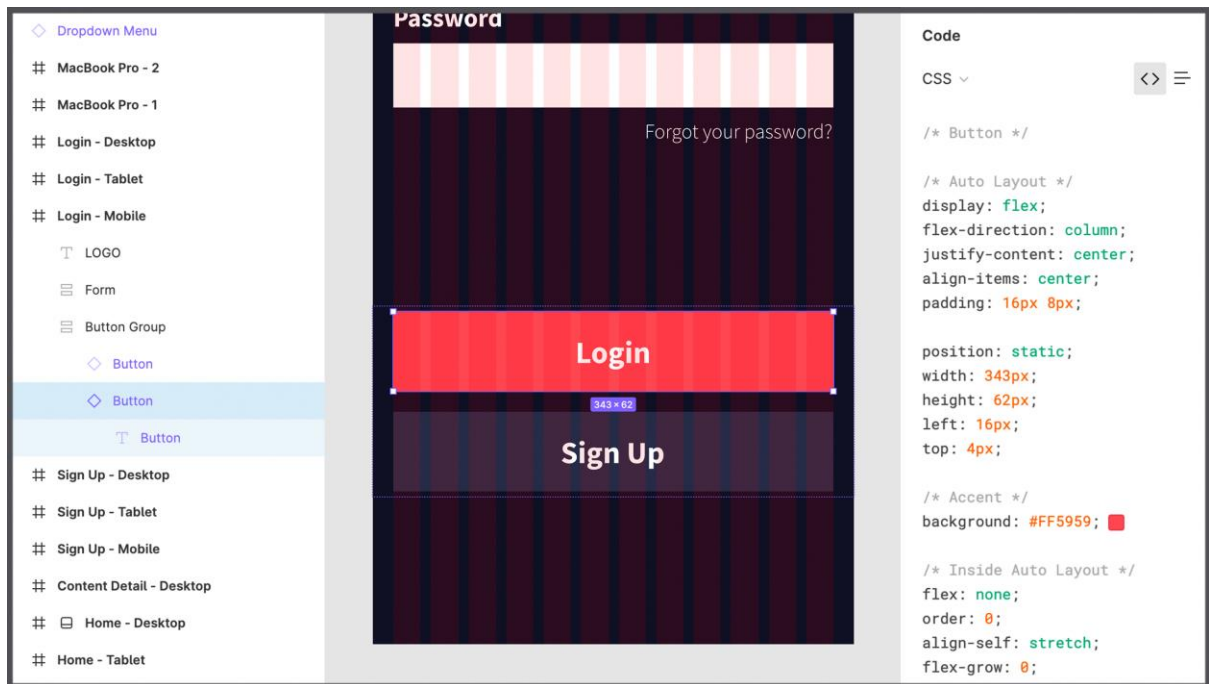 Dropdown Menu
MacBook Pro - 2
MacBook Pro - 1
Login - Desktop
Login - Tablet
Login - Mobile
LOGO
Form
Button Group
Button
Button
Button
Sign Up - Desktop
Sign Up - Tablet
Sign Up - Mobile
Content Detail - Desktop
Home - Desktop
Home - Tablet
Password
Forgot your password?
Login
343 × 62
Sign Up
Code
CSS
/* Button */
/* Auto Layout */
display: flex;
flex-direction: column;
justify-content: center;
align-items: center;
padding: 16px 8px;
position: static;
width: 343px;
height: 62px;
left: 16px;
top: 4px;
/* Accent */
background: #FF5959;
/* Inside Auto Layout */
flex: none;
order: 0;
align-self: stretch;
flex-grow: 0;